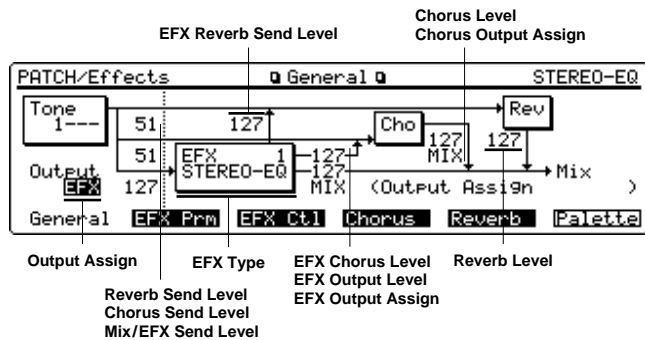 Chorus Level
Chorus Output Assign
EFX Reverb Send Level
PATCH/Effects General STEREO-EQ
Tone
1---
51
127
Cho
Rev
127
MIX
127
51
EFX 1
STEREO-EQ
127
127
MIX
Output
EFX
127
(Output Assign )
Mix
General EFX Prm EFX Ctl Chorus Reverb Palette
Output Assign
EFX Type
EFX Chorus Level
EFX Output Level
EFX Output Assign
Reverb Level
Reverb Send Level
Chorus Send Level
Mix/EFX Send Level